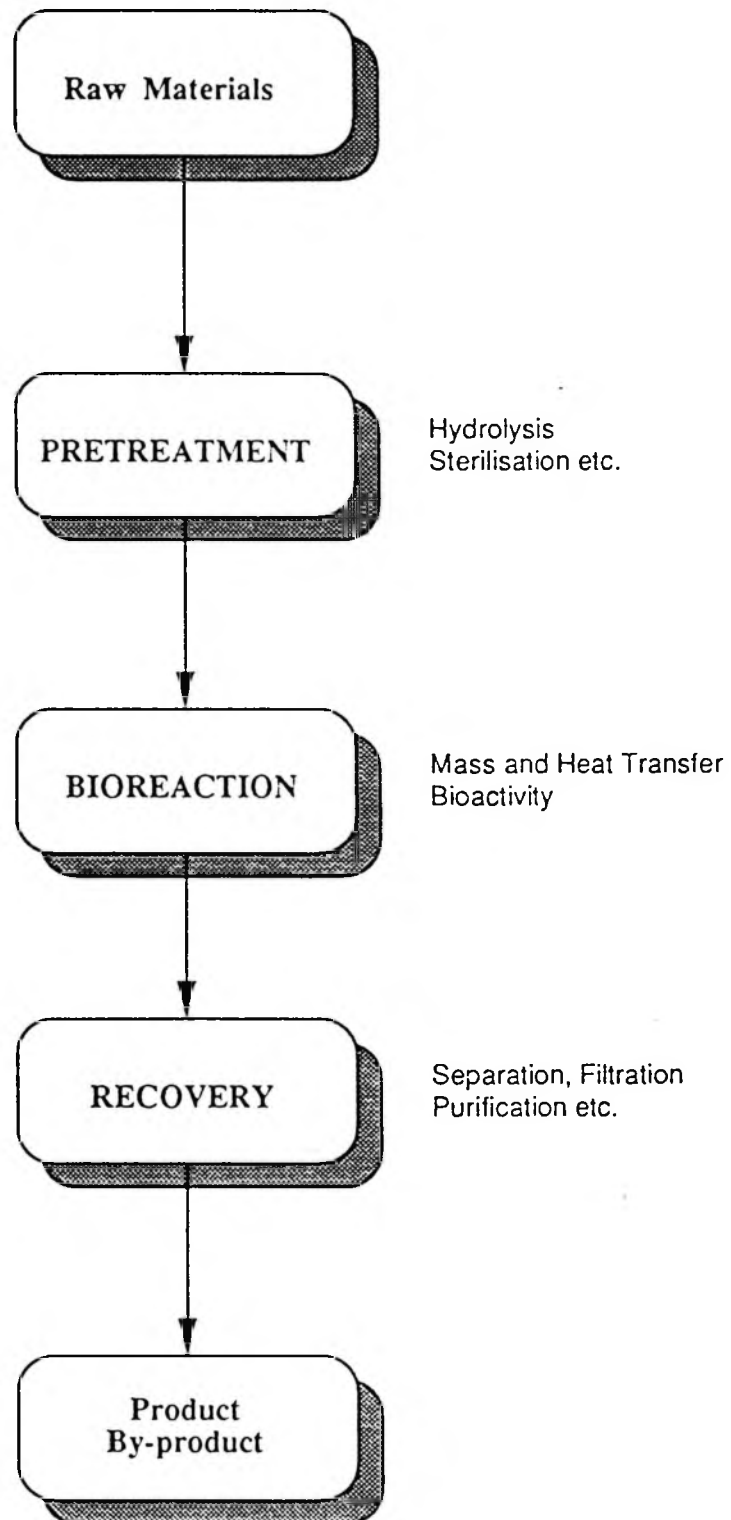 Raw Materials
PRETREATMENT
Hydrolysis
Sterilisation etc.
BIOREACTION
Mass and Heat Transfer
Bioactivity
RECOVERY
Separation, Filtration
Purification etc.
Product
By-product